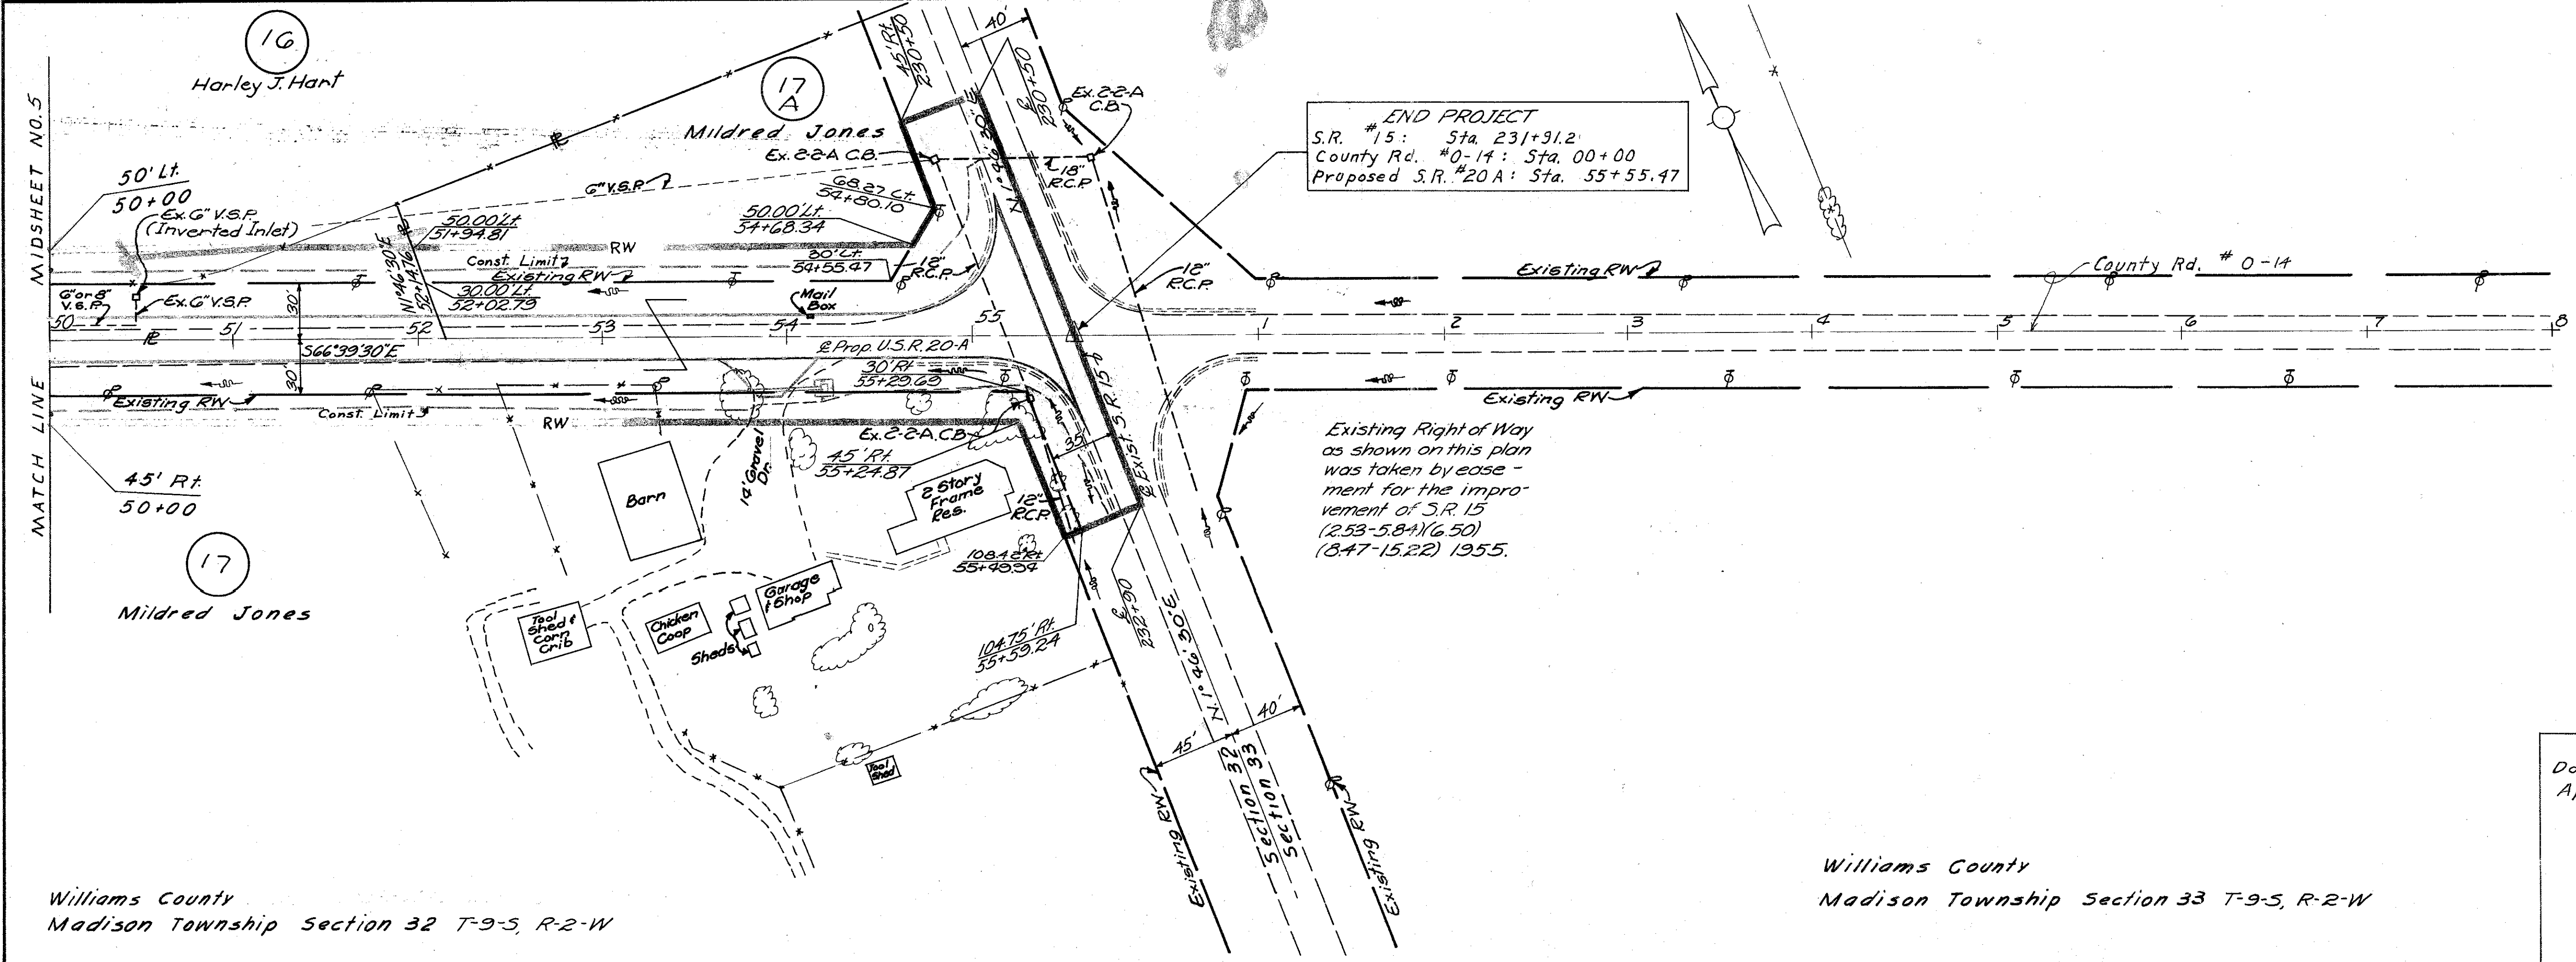 16
Harley J. Hart
MATCH LINE MIDSHEET NO.5
50' Lt.
50+00
Ex. 6" V.S.P.
(Inverted Inlet)
6" or 8"
V.S.P.
Ex. 6" V.S.P.
50
51
52
53
54
55
S66°39'30"E
30'
30'
Existing RW
Const. Limit
RW
45' Rt.
50+00
17
Mildred Jones
17
A
Mildred Jones
Ex. 2-2-A C.B.
6" V.S.P.
N1°46'30"E
52+14.76
50.00' Lt.
51+94.81
RW
Const. Limit
Existing RW
30.00' Lt.
52+02.79
68.27 Lt.
54+80.10
50.00' Lt.
54+68.34
30' Lt.
54+55.47
12"
R.C.P.
Mail
Box
₵ Prop. U.S.R. 20-A
30' Rt.
55+29.69
Ex. 2-2-A C.B.
45' Rt.
55+24.87
14' Gravel
Dr.
Barn
2 Story
Frame
Res.
12"
R.C.P.
108.42 Rt.
55+49.94
Tool
Shed &
Corn
Crib
Chicken
Coop
Garage
& Shop
Sheds
Tool
Shed
104.75' Rt.
55+59.24
45' Rt.
230+50
40'
₵
230+50
Ex. 2-2-A
C.B.
18"
R.C.P.
N. 1° 46' 30" E
12"
R.C.P.
35'
₵ Exist. S.R. 15
₵
232+90
N. 1° 46' 30" E.
45'
40'
Section 32
Section 33
Existing RW
Existing RW
END PROJECT
S.R. #15: Sta. 231+91.2
County Rd. #0-14: Sta. 00+00
Proposed S.R. #20 A: Sta. 55+55.47
Existing RW
County Rd. # 0-14
1
2
3
4
5
6
7
8
Existing RW
Existing Right of Way
as shown on this plan
was taken by ease-
ment for the impro-
vement of S.R. 15
(2.53-5.84)(6.50)
(8.47-15.22) 1955.
Williams County
Madison Township Section 32 T-9-S, R-2-W
Williams County
Madison Township Section 33 T-9-S, R-2-W